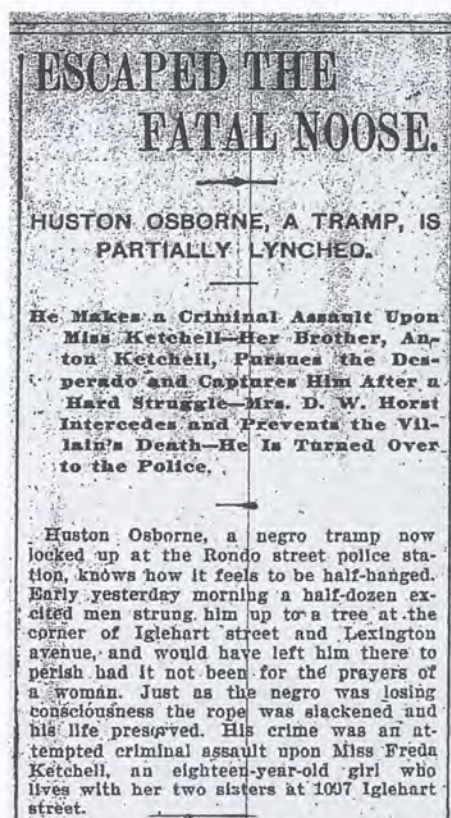 ESCAPED THE
FATAL NOOSE.
HUSTON OSBORNE, A TRAMP, IS
PARTIALLY LYNCHED.
He Makes a Criminal Assault Upon
Miss Ketchell—Her Brother, An-
ton Ketchell, Pursues the Des-
perado and Captures Him After a
Hard Struggle—Mrs. D. W. Horst
Intercedes and Prevents the Vil-
lain's Death—He Is Turned Over
to the Police.
Huston Osborne, a negro tramp now
locked up at the Rondo street police sta-
tion, knows how it feels to be half-hanged.
Early yesterday morning a half-dozen ex-
cited men strung him up to a tree at the
corner of Iglehart street and Lexington
avenue, and would have left him there to
perish had it not been for the prayers of
a woman. Just as the negro was losing
consciousness the rope was slackened and
his life preserved. His crime was an at-
tempted criminal assault upon Miss Freda
Ketchell, an eighteen-year-old girl who
lives with her two sisters at 1097 Iglehart
street.